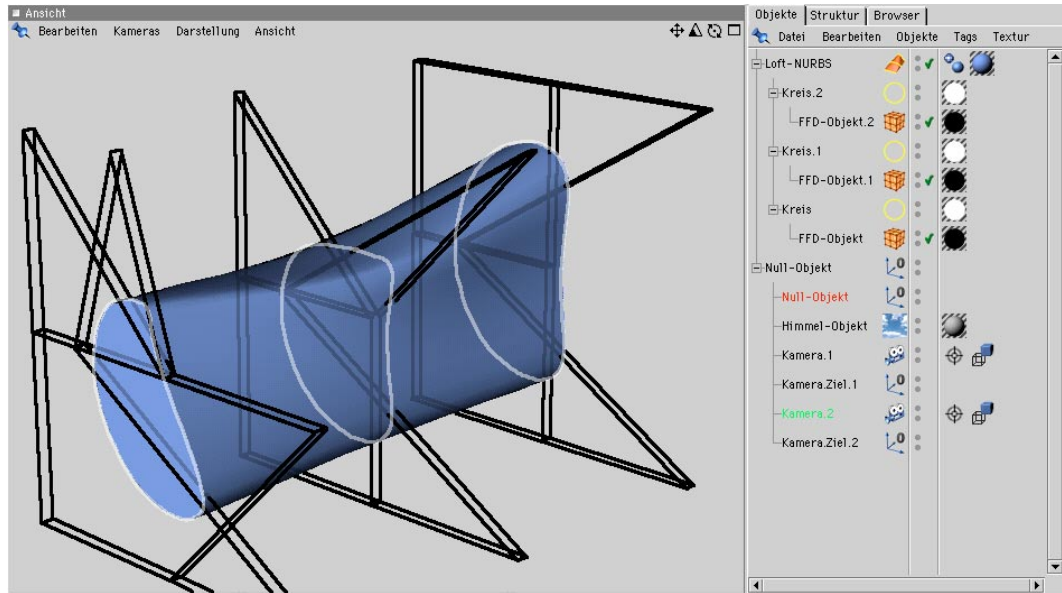 Ansicht
Bearbeiten Kameras Darstellung Ansicht
Objekte Struktur Browser
Datei Bearbeiten Objekte Tags Textur
Loft-NURBS
Kreis.2
FFD-Objekt.2
Kreis.1
FFD-Objekt.1
Kreis
FFD-Objekt
Null-Objekt
Null-Objekt
Himmel-Objekt
Kamera.1
Kamera.Ziel.1
Kamera.2
Kamera.Ziel.2